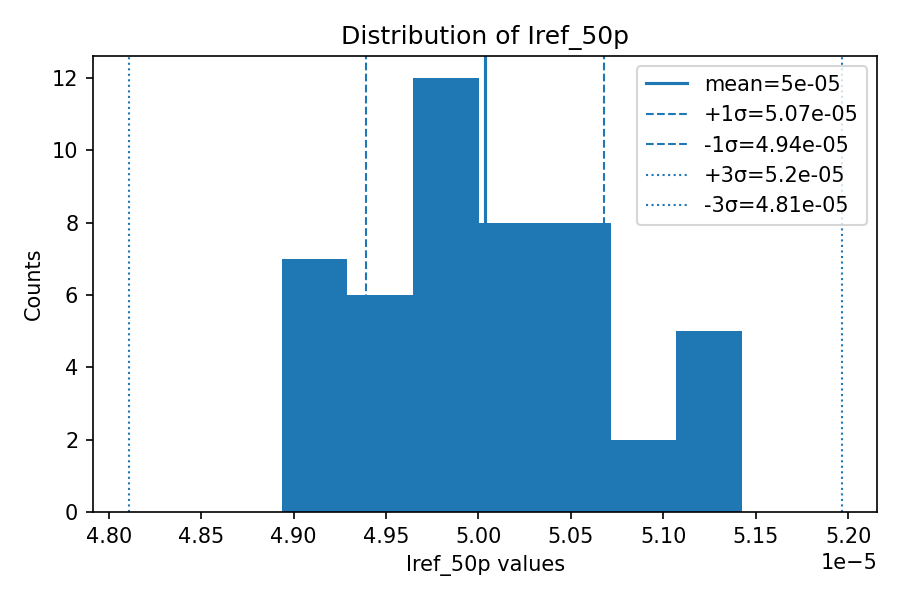 Distribution of Iref_50p
mean=5e-05
+1σ=5.07e-05
-1σ=4.94e-05
+3σ=5.2e-05
-3σ=4.81e-05
Counts
12
10
8
6
4
2
0
4.80 4.85 4.90 4.95 5.00 5.05 5.10 5.15 5.20
1e−5
Iref_50p values